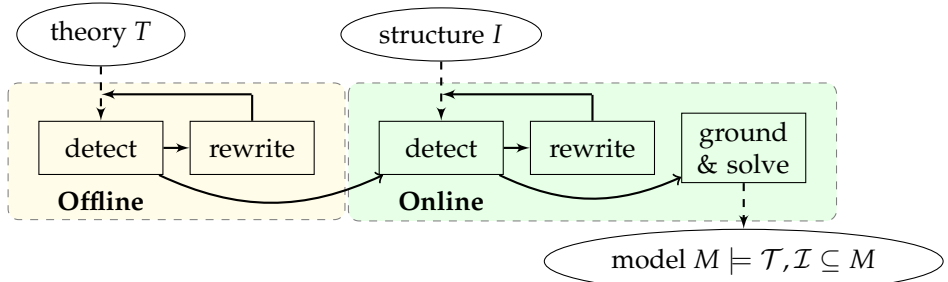 theory T
structure I
detect
rewrite
detect
rewrite
ground
& solve
Offline
Online
model M ⊨ 𝒯, ℐ ⊆ M